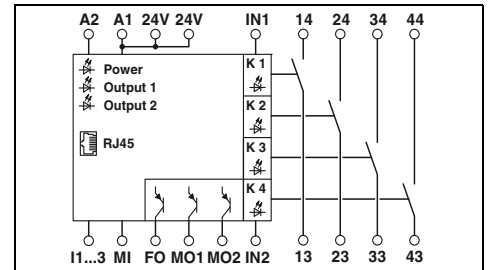 A2 A1 24V 24V IN1 14 24 34 44
Power
Output 1
Output 2
RJ45
K 1
K 2
K 3
K 4
I1...3 MI FO MO1 MO2 IN2 13 23 33 43